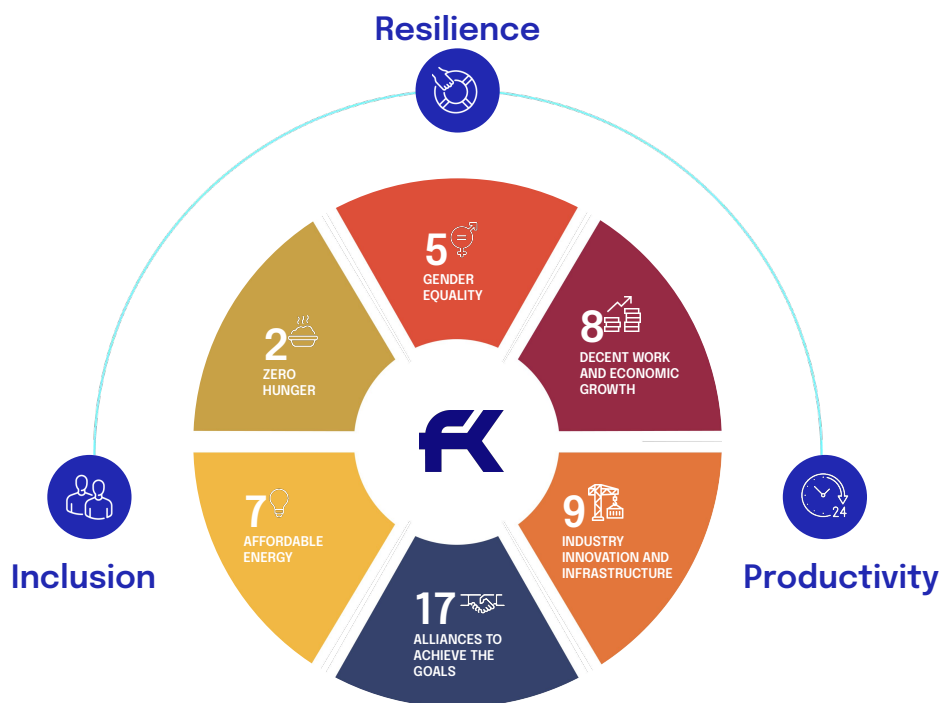 Resilience
5
GENDER
EQUALITY
2
ZERO
HUNGER
8
DECENT WORK
AND ECONOMIC
GROWTH
fK
7
AFFORDABLE
ENERGY
9
INDUSTRY
INNOVATION AND
INFRASTRUCTURE
24
Inclusion
Productivity
17
ALLIANCES TO
ACHIEVE THE
GOALS